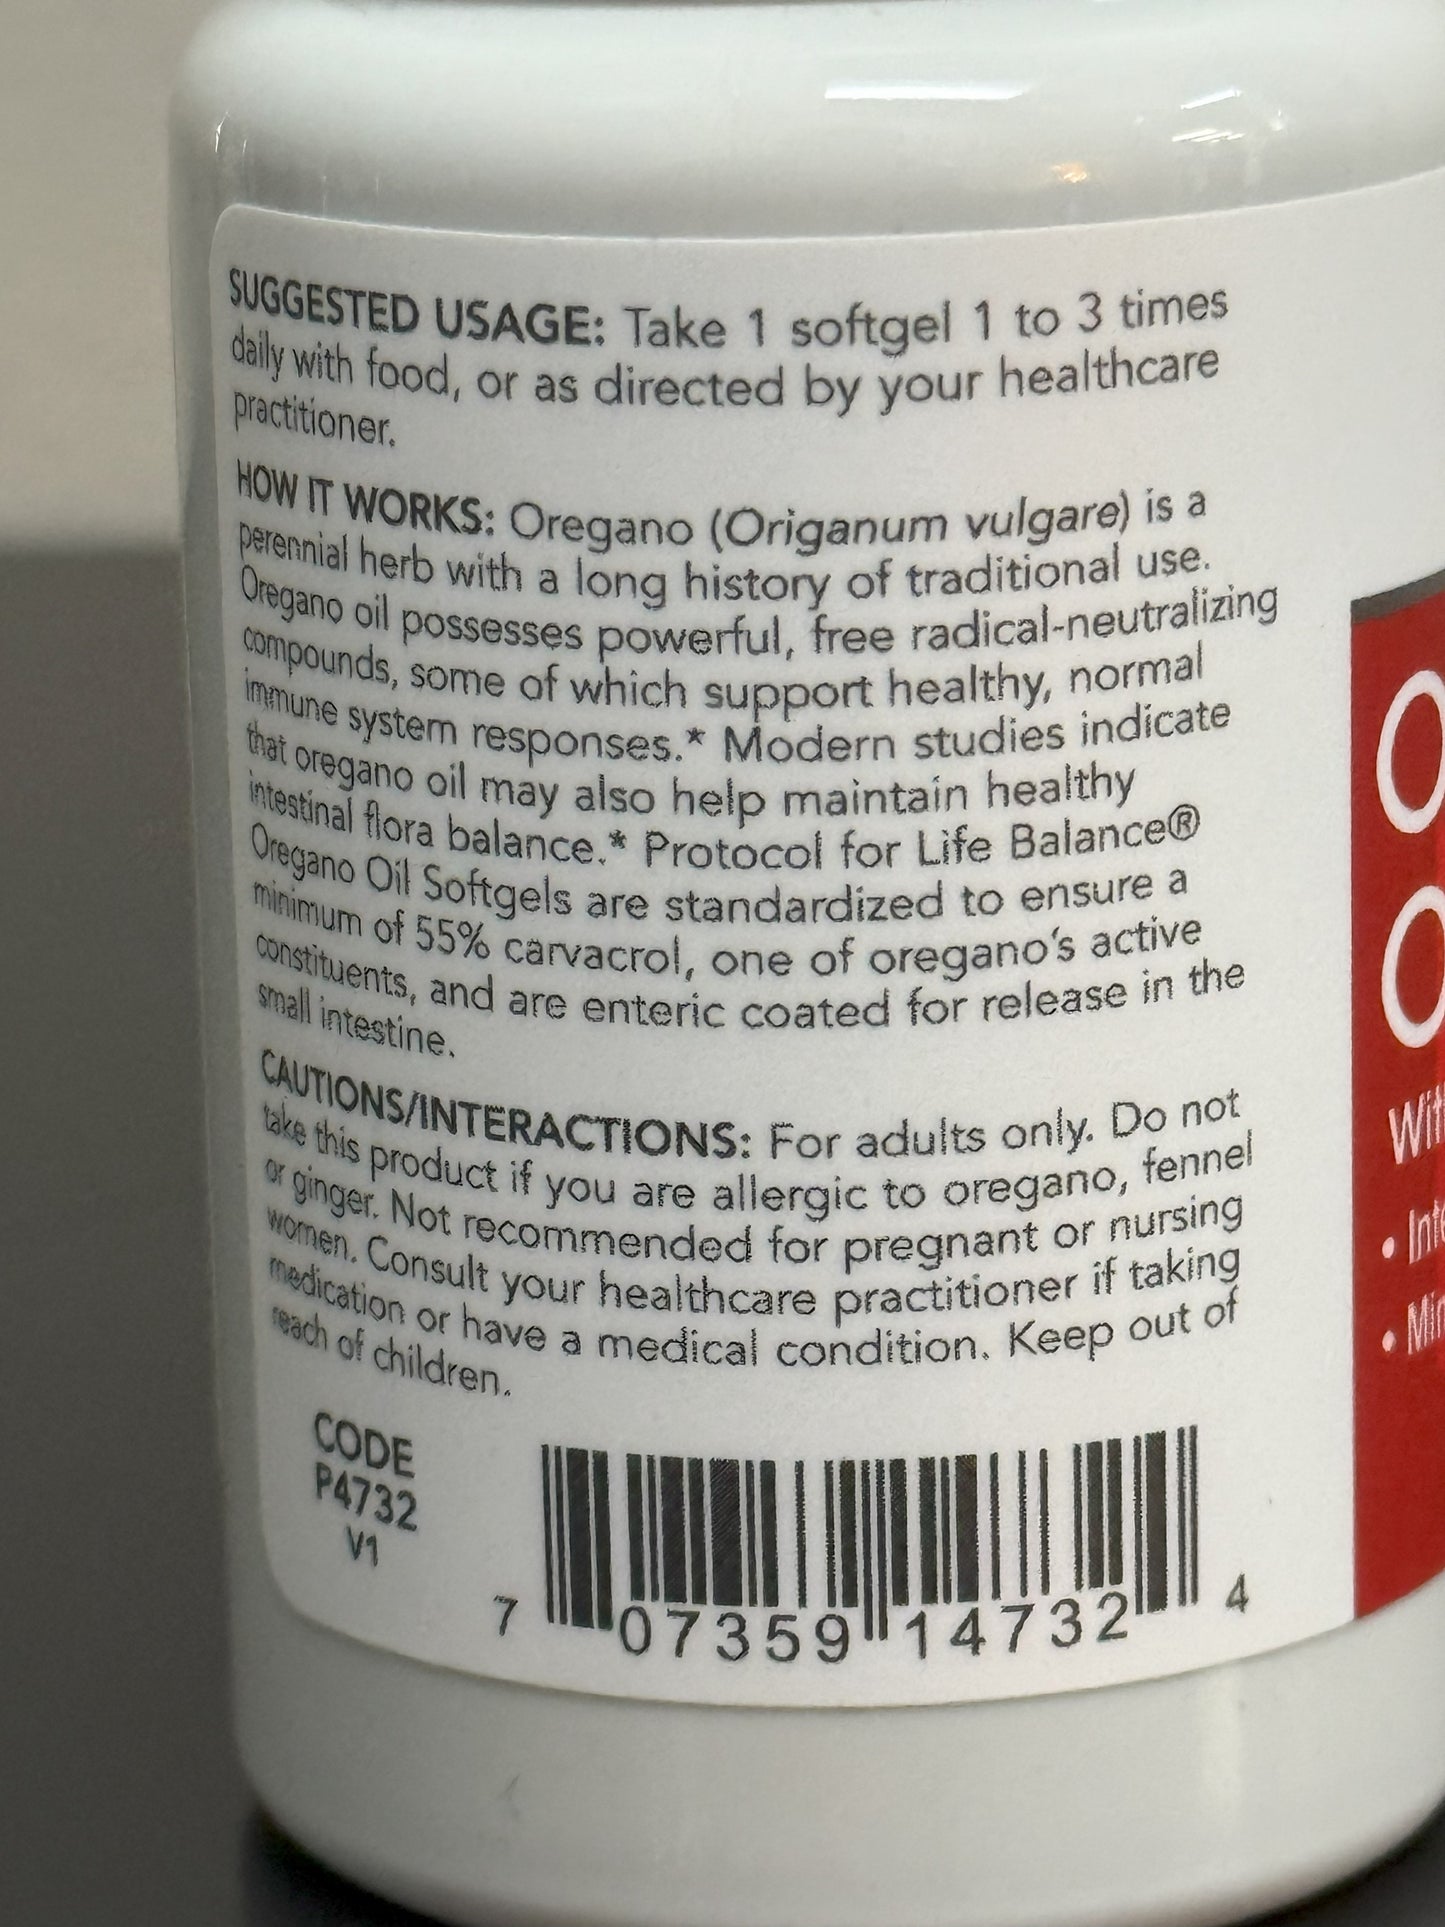 SUGGESTED USAGE: Take 1 softgel 1 to 3 times
daily with food, or as directed by your healthcare
practitioner.
HOW IT WORKS: Oregano (Origanum vulgare) is a
perennial herb with a long history of traditional use.
Oregano oil possesses powerful, free radical-neutralizing
compounds, some of which support healthy, normal
immune system responses.* Modern studies indicate
that oregano oil may also help maintain healthy
intestinal flora balance.* Protocol for Life Balance®
Oregano Oil Softgels are standardized to ensure a
minimum of 55% carvacrol, one of oregano's active
constituents, and are enteric coated for release in the
small intestine.
CAUTIONS/INTERACTIONS: For adults only. Do not
take this product if you are allergic to oregano, fennel
or ginger. Not recommended for pregnant or nursing
women. Consult your healthcare practitioner if taking
medication or have a medical condition. Keep out of
reach of children.
CODE
P4732
V1
7 07359 14732 4